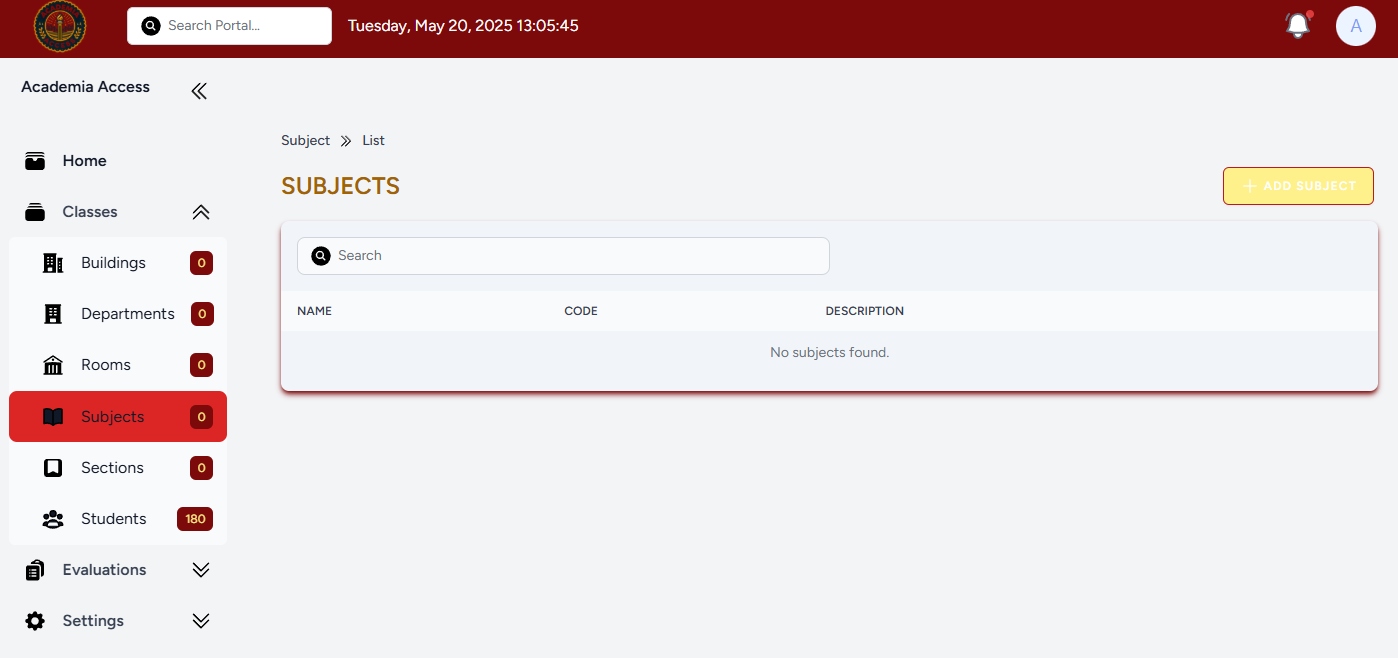 Search Portal...
Tuesday, May 20, 2025 13:05:45
A
Academia Access
Home
Classes
Buildings 0
Departments 0
Rooms 0
Subjects 0
Sections 0
Students 180
Evaluations
Settings
Subject List
SUBJECTS
ADD SUBJECT
Search
NAME CODE DESCRIPTION
No subjects found.